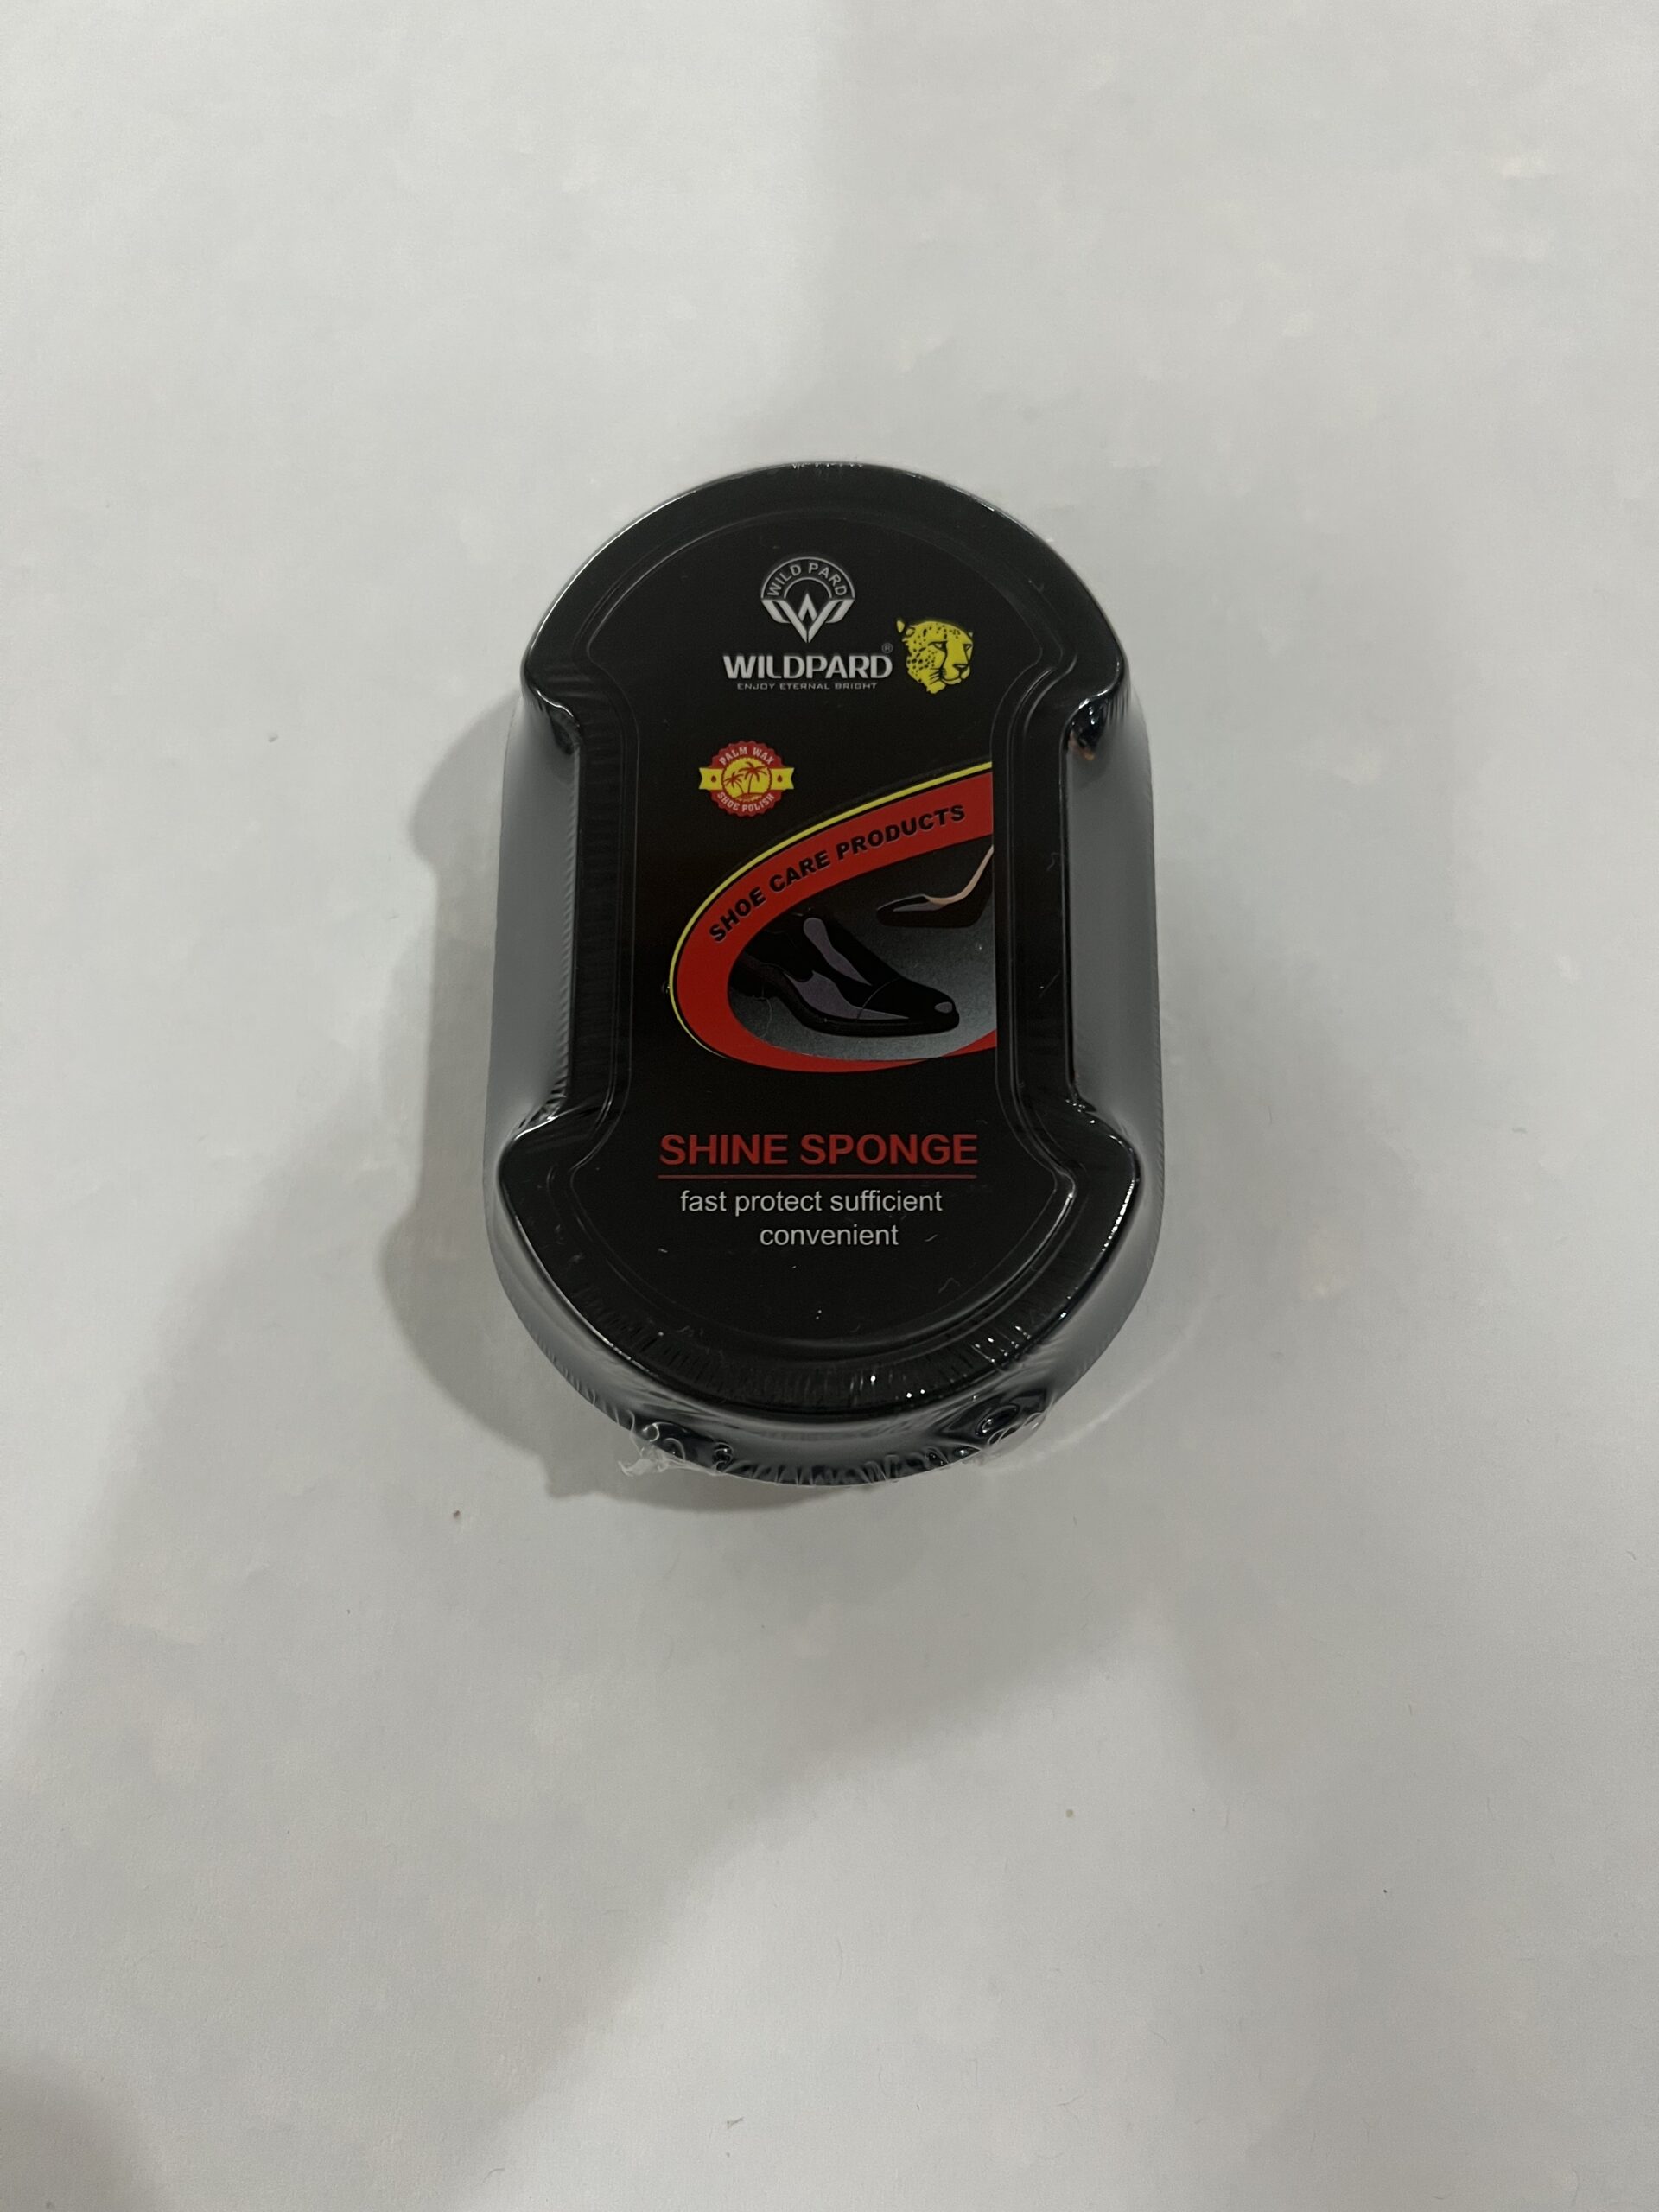 WILD PARD
WILDPARD®
ENJOY ETERNAL BRIGHT
PALM WAX
SHOE POLISH
SHOE CARE PRODUCTS
SHINE SPONGE
fast protect sufficient
convenient